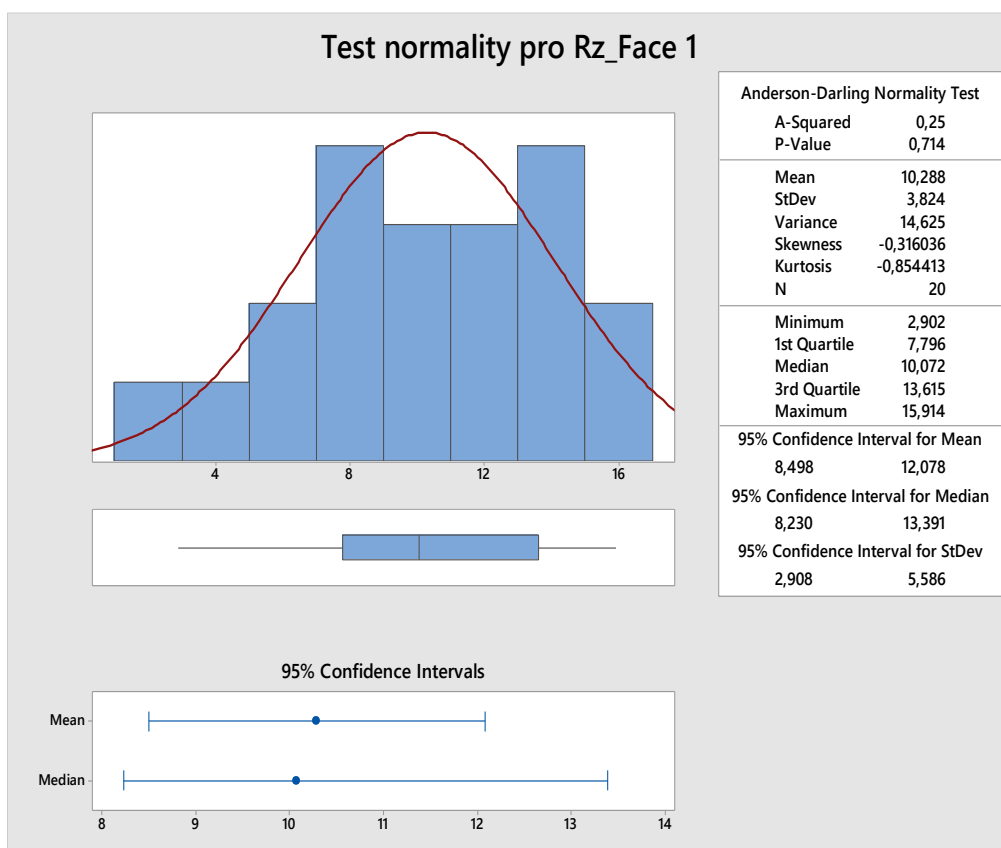 Test normality pro Rz_Face 1
4 8 12 16
Anderson-Darling Normality Test
A-Squared 0,25
P-Value 0,714
Mean 10,288
StDev 3,824
Variance 14,625
Skewness -0,316036
Kurtosis -0,854413
N 20
Minimum 2,902
1st Quartile 7,796
Median 10,072
3rd Quartile 13,615
Maximum 15,914
95% Confidence Interval for Mean
8,498 12,078
95% Confidence Interval for Median
8,230 13,391
95% Confidence Interval for StDev
2,908 5,586
95% Confidence Intervals
Mean
Median
8 9 10 11 12 13 14